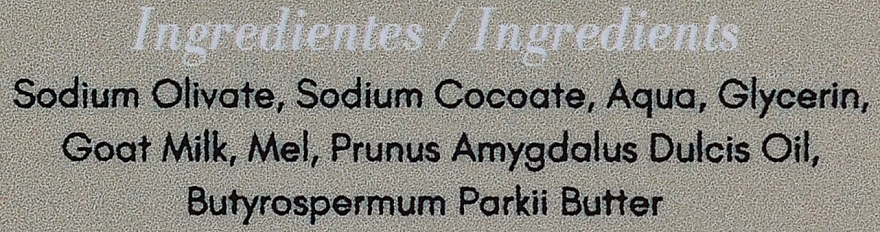 Ingredientes / Ingredients
Sodium Olivate, Sodium Cocoate, Aqua, Glycerin,
Goat Milk, Mel, Prunus Amygdalus Dulcis Oil,
Butyrospermum Parkii Butter